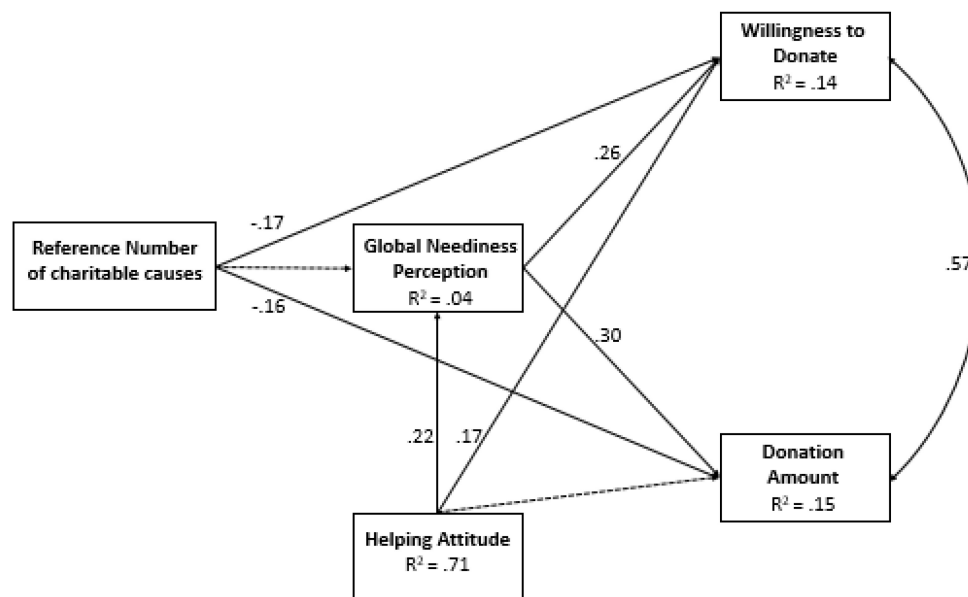 Willingness to
Donate
R² = .14
.26
-.17
Reference Number
of charitable causes
Global Neediness
Perception
R² = .04
.57
-.16
.30
.22
.17
Donation
Amount
R² = .15
Helping Attitude
R² = .71